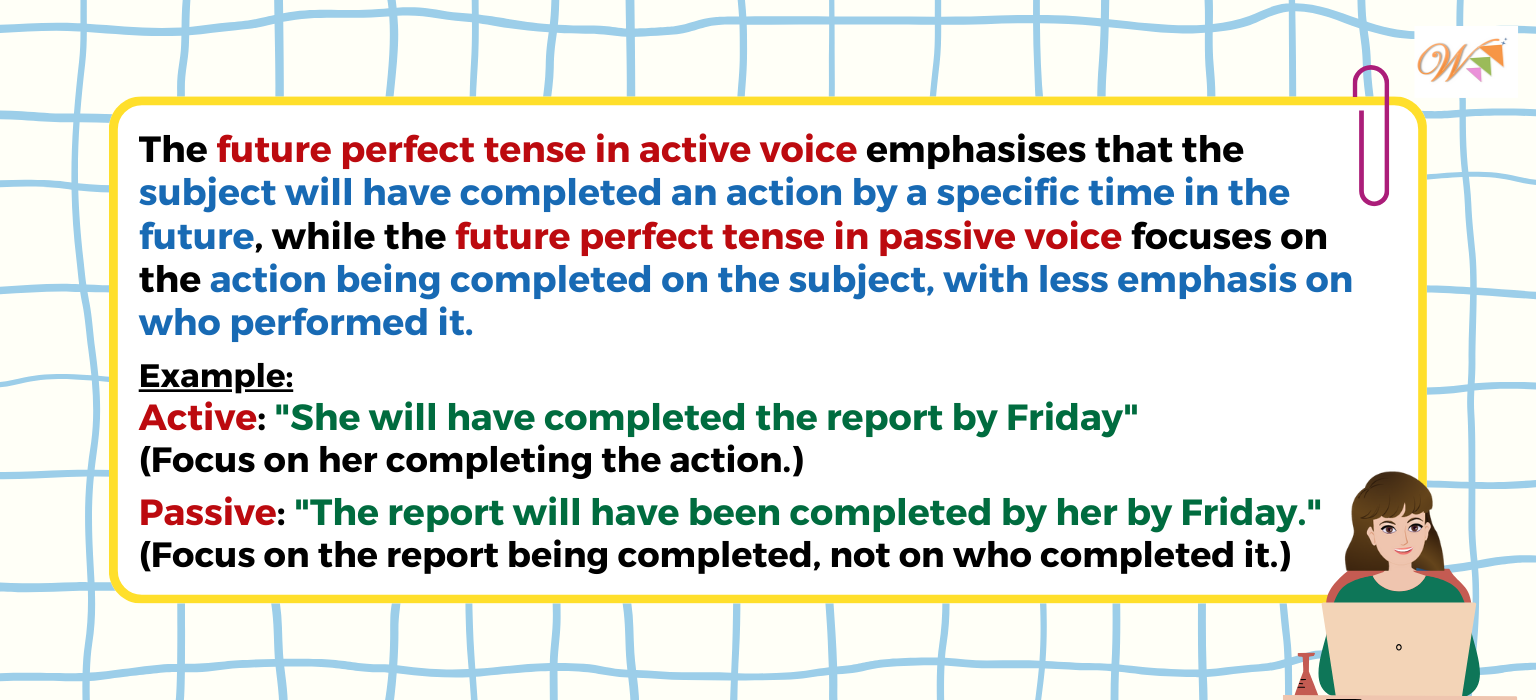 W
The future perfect tense in active voice emphasises that the
subject will have completed an action by a specific time in the
future, while the future perfect tense in passive voice focuses on
the action being completed on the subject, with less emphasis on
who performed it.
Example:
Active: "She will have completed the report by Friday"
(Focus on her completing the action.)
Passive: "The report will have been completed by her by Friday."
(Focus on the report being completed, not on who completed it.)